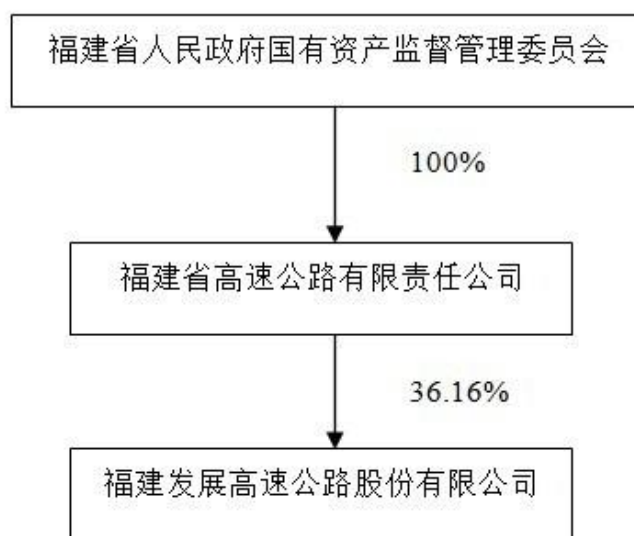 福建省人民政府国有资产监督管理委员会
100%
福建省高速公路有限责任公司
36.16%
福建发展高速公路股份有限公司